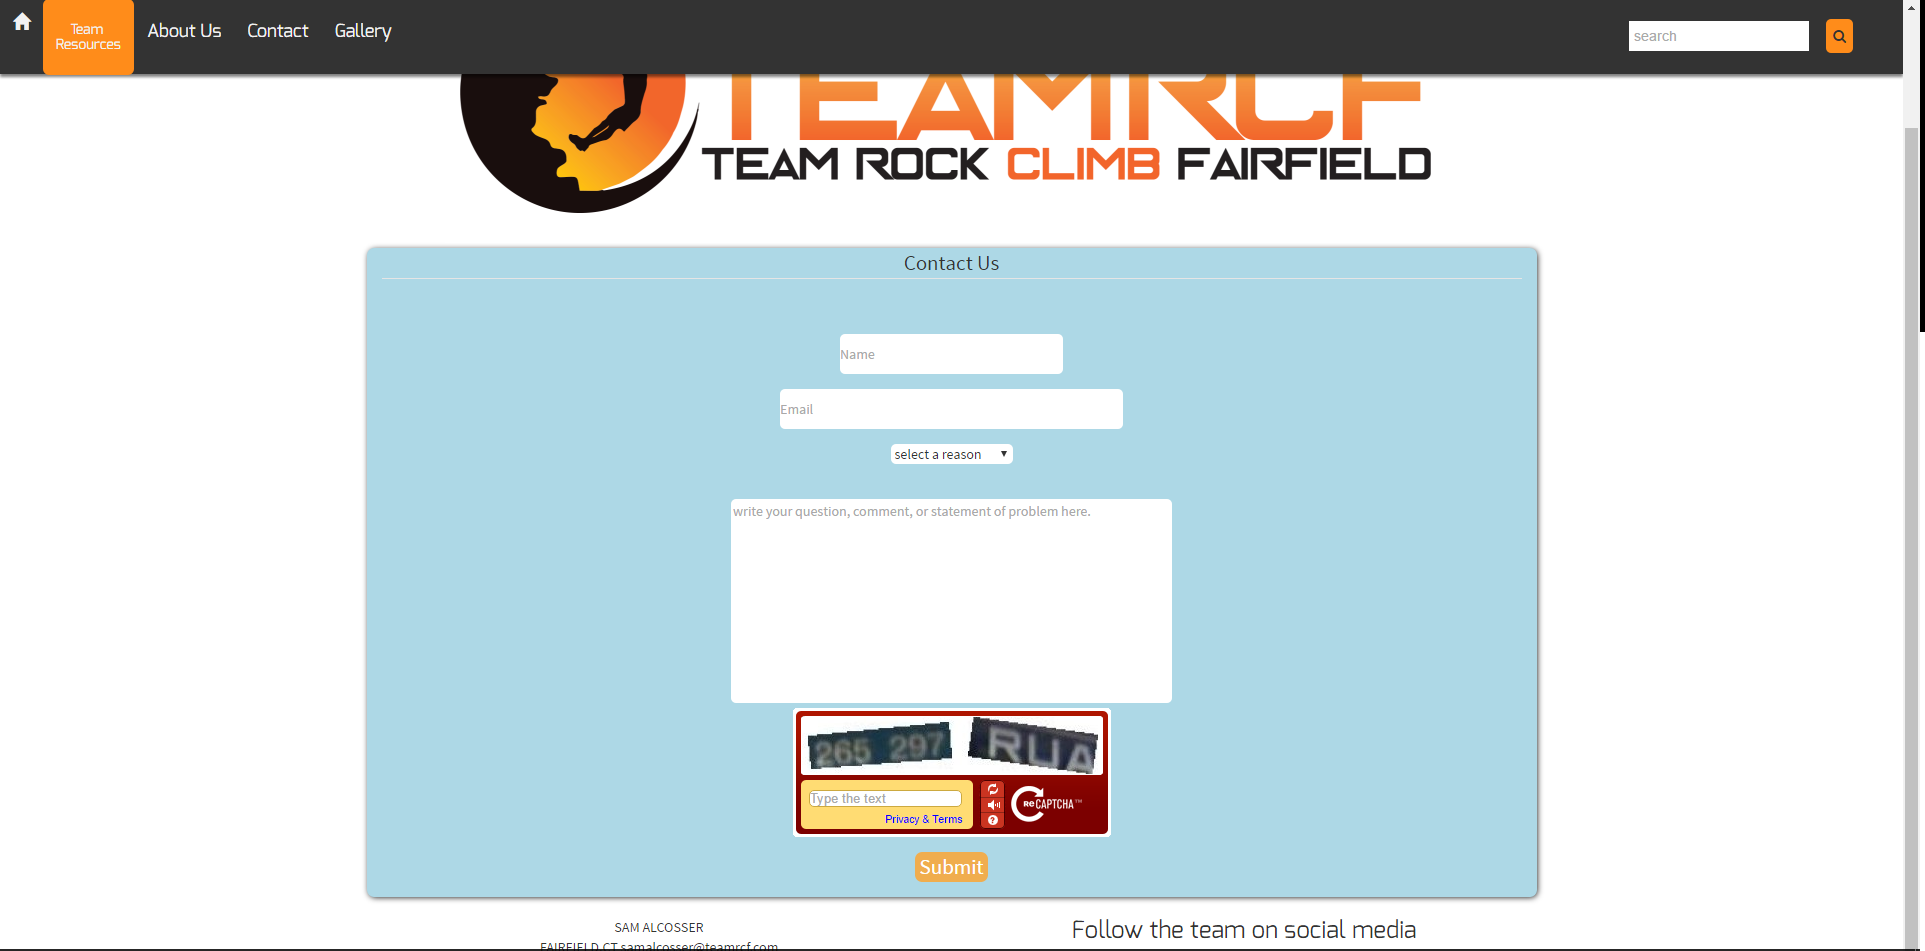 Team
Resources
About Us
Contact
Gallery
search
TEAMRCF
TEAM ROCK CLIMB FAIRFIELD
Contact Us
Name
Email
select a reason
write your question, comment, or statement of problem here.
265 297 RUA
Type the text
Privacy & Terms
reCAPTCHA™
Submit
SAM ALCOSSER
FAIRFIELD CT samalcosser@teamrcf.com
Follow the team on social media